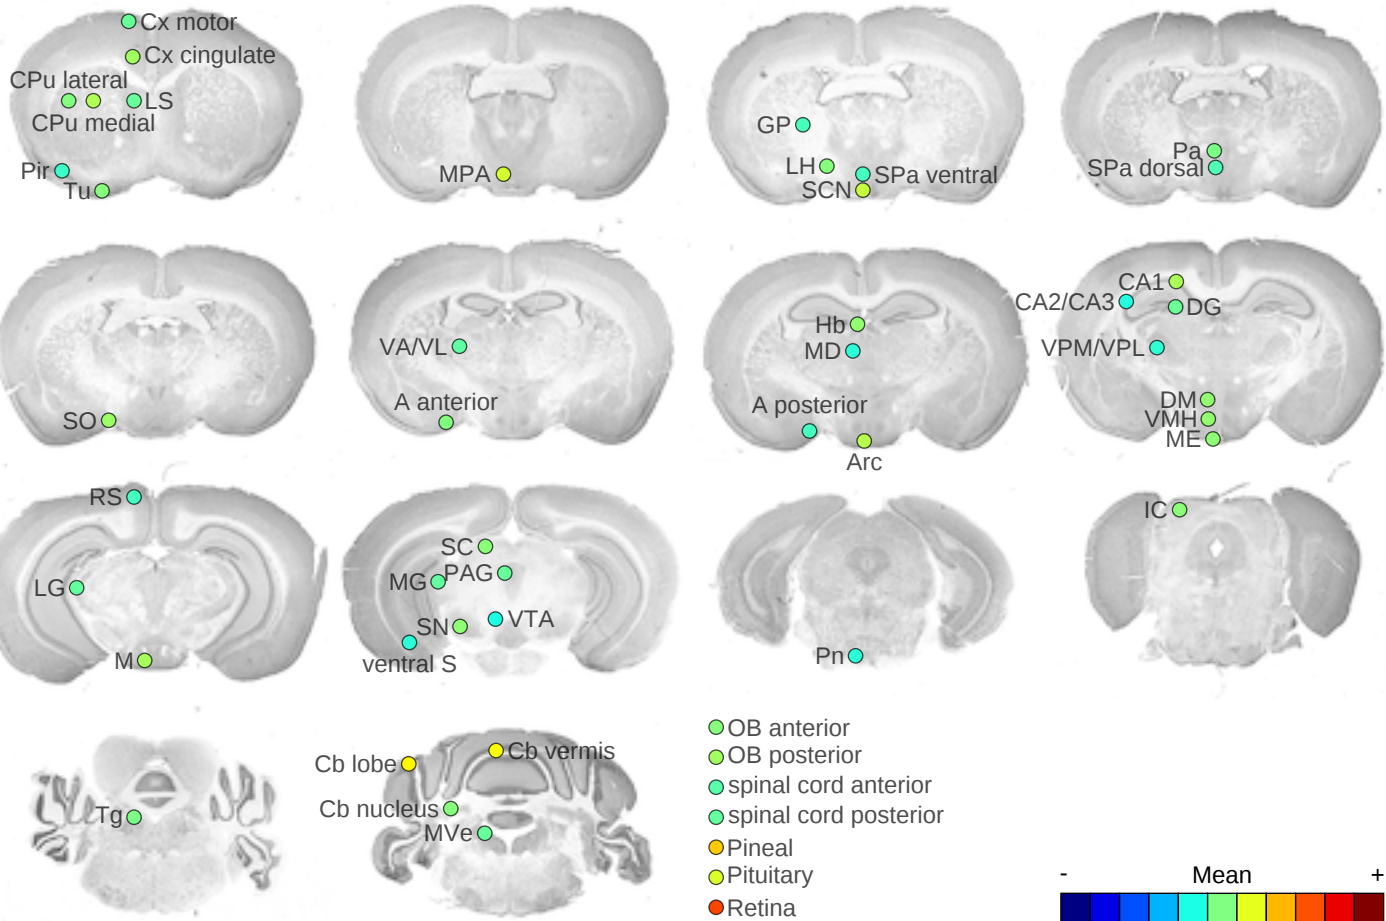 Cx motor
Cx cingulate
CPu lateral
LS
CPu medial
Pir
Tu
MPA
GP
LH
SPa ventral
SCN
Pa
SPa dorsal
SO
VA/VL
A anterior
Hb
MD
A posterior
Arc
CA1
CA2/CA3
DG
VPM/VPL
DM
VMH
ME
RS
LG
M
SC
PAG
MG
SN
VTA
ventral S
Pn
IC
Tg
Cb lobe
Cb vermis
Cb nucleus
MVe
OB anterior
OB posterior
spinal cord anterior
spinal cord posterior
Pineal
Pituitary
Retina
- Mean +